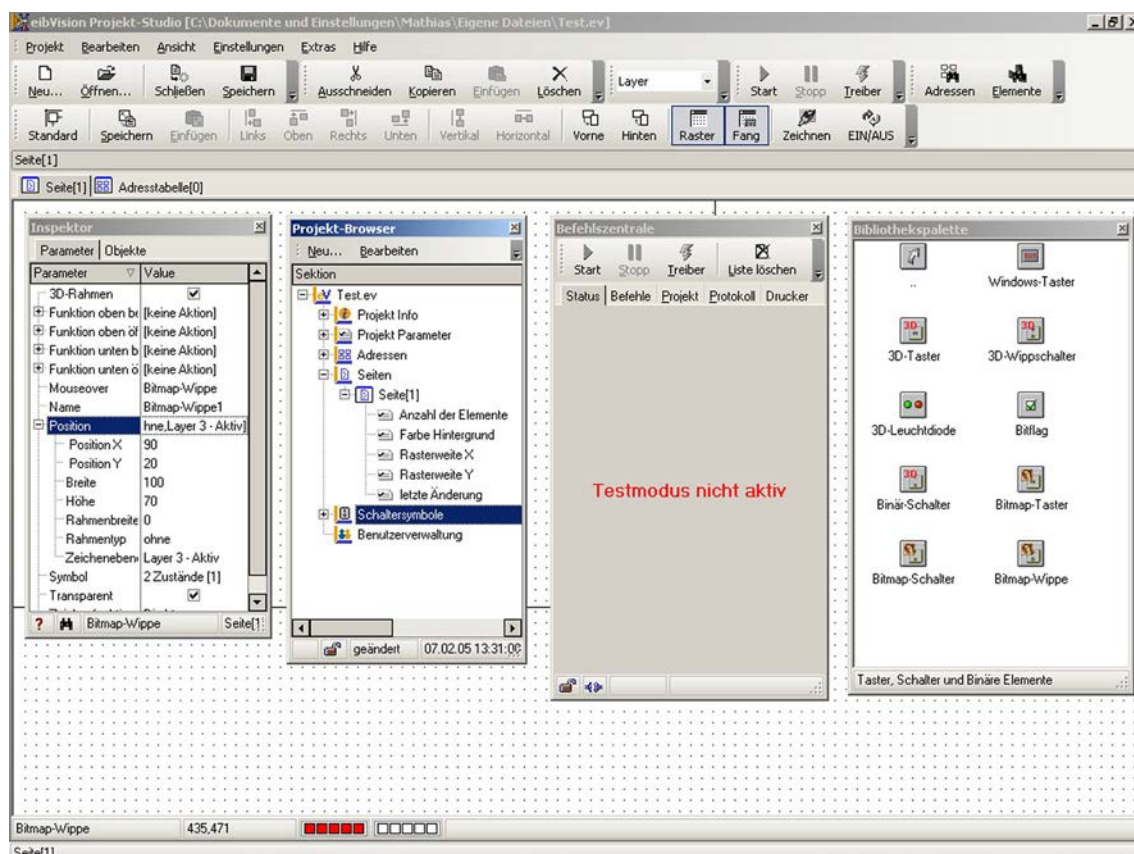 eibVision Projekt-Studio [C:\Dokumente und Einstellungen\Mathias\Eigene Dateien\Test.ev]
Projekt Bearbeiten Ansicht Einstellungen Extras Hilfe
Neu... Öffnen... Schließen Speichern Ausschneiden Kopieren Einfügen Löschen Layer Start Stopp Treiber Adressen Elemente
Standard Speichern Einfügen Links Oben Rechts Unten Vertikal Horizontal Vorne Hinten Raster Fang Zeichnen EIN/AUS
Seite[1]
Seite[1] Adresstabelle[0]
Inspektor
Parameter Objekte
Parameter Value
3D-Rahmen
Funktion oben be [keine Aktion]
Funktion oben öf [keine Aktion]
Funktion unten b [keine Aktion]
Funktion unten ö [keine Aktion]
Mouseover Bitmap-Wippe
Name Bitmap-Wippe1
Position hne,Layer 3 - Aktiv]
Position X 90
Position Y 20
Breite 100
Höhe 70
Rahmenbreite 0
Rahmentyp ohne
Zeichenebene Layer 3 - Aktiv
Symbol 2 Zustände [1]
Transparent
Bitmap-Wippe Seite[1]
Projekt-Browser
Neu... Bearbeiten
Sektion
Test.ev
Projekt Info
Projekt Parameter
Adressen
Seiten
Seite[1]
Anzahl der Elemente
Farbe Hintergrund
Rasterweite X
Rasterweite Y
letzte Änderung
Schaltersymbole
Benutzerverwaltung
geändert 07.02.05 13:31:00
Befehlszentrale
Start Stopp Treiber Liste löschen
Status Befehle Projekt Protokoll Drucker
Testmodus nicht aktiv
Bibliothekspalette
.. Windows-Taster
3D-Taster 3D-Wippschalter
3D-Leuchtdiode Bitflag
Binär-Schalter Bitmap-Taster
Bitmap-Schalter Bitmap-Wippe
Taster, Schalter und Binäre Elemente
Bitmap-Wippe 435,471
Seite[1]